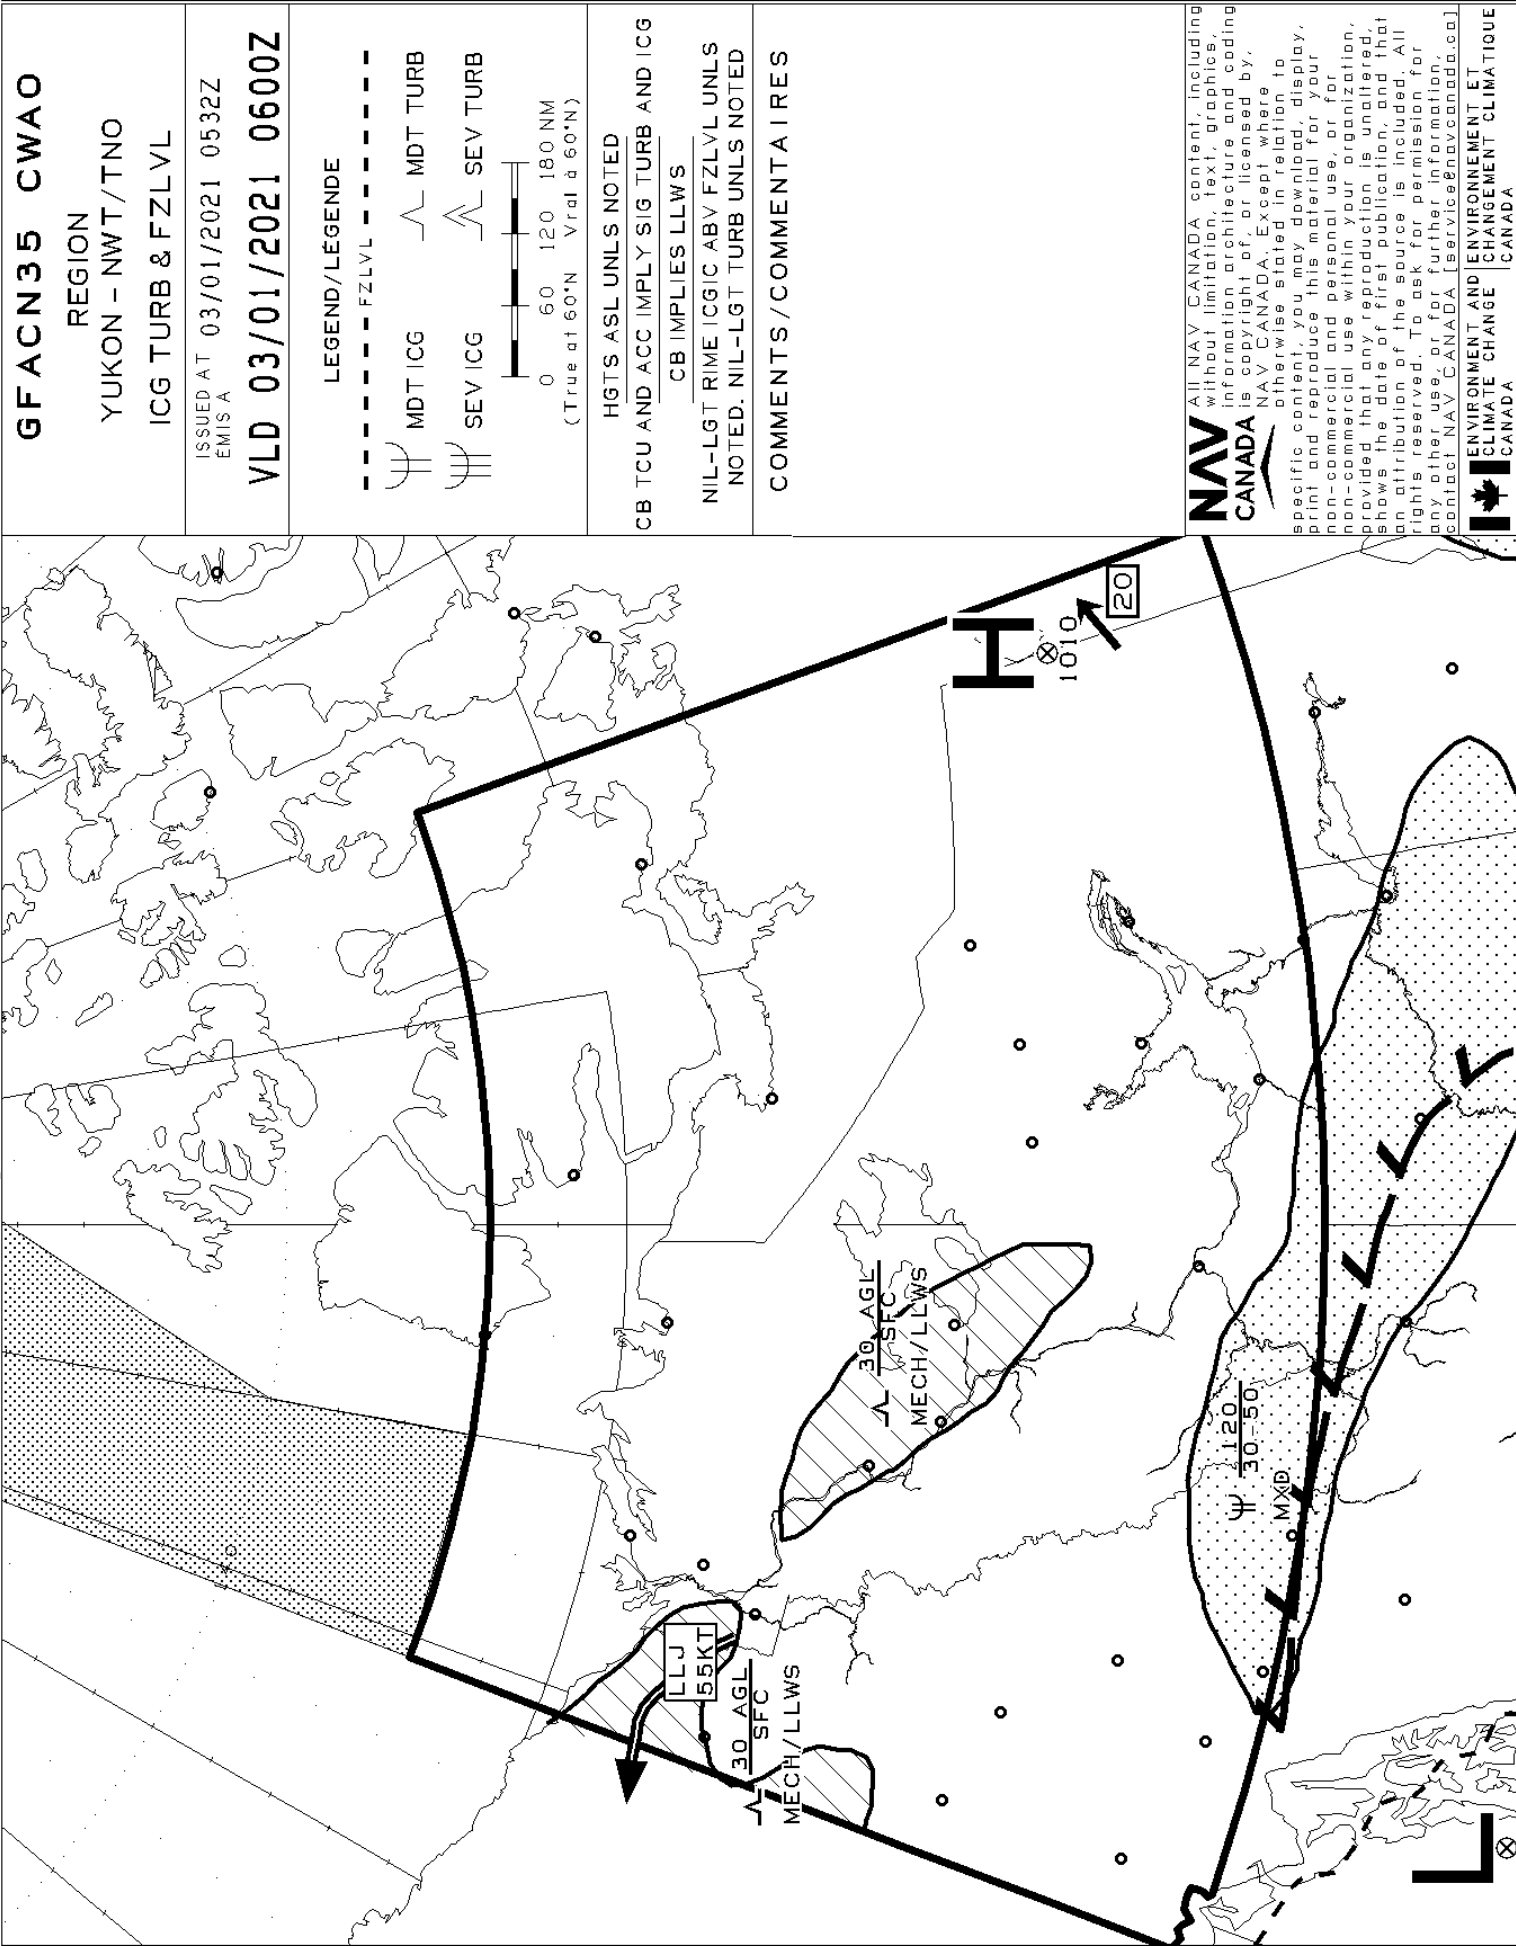 GFACN35 CWAO
REGION
YUKON - NWT/TNO
ICG TURB & FZLVL
ISSUED AT 03/01/2021 0532Z
ÉMIS A
VLD 03/01/2021 0600Z
LEGEND/LÉGENDE
FZLVL
MDT ICG MDT TURB
SEV ICG SEV TURB
0 60 120 180 NM
(True at 60°N Vrai à 60°N)
HGTS ASL UNLS NOTED
CB TCU AND ACC IMPLY SIG TURB AND ICG
CB IMPLIES LLWS
NIL-LGT RIME ICGIC ABV FZLVL UNLS
NOTED. NIL-LGT TURB UNLS NOTED
COMMENTS/COMMENTAIRES
NAV
CANADA
All NAV CANADA content, including
without limitation, text, graphics,
information architecture and coding
is copyright of, or licensed by,
NAV CANADA. Except where
otherwise stated in relation to
specific content, you may download, display,
print and reproduce this material for your
non-commercial and personal use, or for
non-commercial use within your organization,
provided that any reproduction is unaltered,
shows the date of first publication, and that
an attribution of the source is included. All
rights reserved. To ask for permission for
any other use, or for further information,
contact NAV CANADA [service@navcanada.ca]
ENVIRONMENT AND
CLIMATE CHANGE
CANADA
ENVIRONNEMENT ET
CHANGEMENT CLIMATIQUE
CANADA
LLJ
55KT
30 AGL
SFC
MECH/LLWS
30 AGL
SFC
MECH/LLWS
H
1010
20
120
30-50
MXD
L